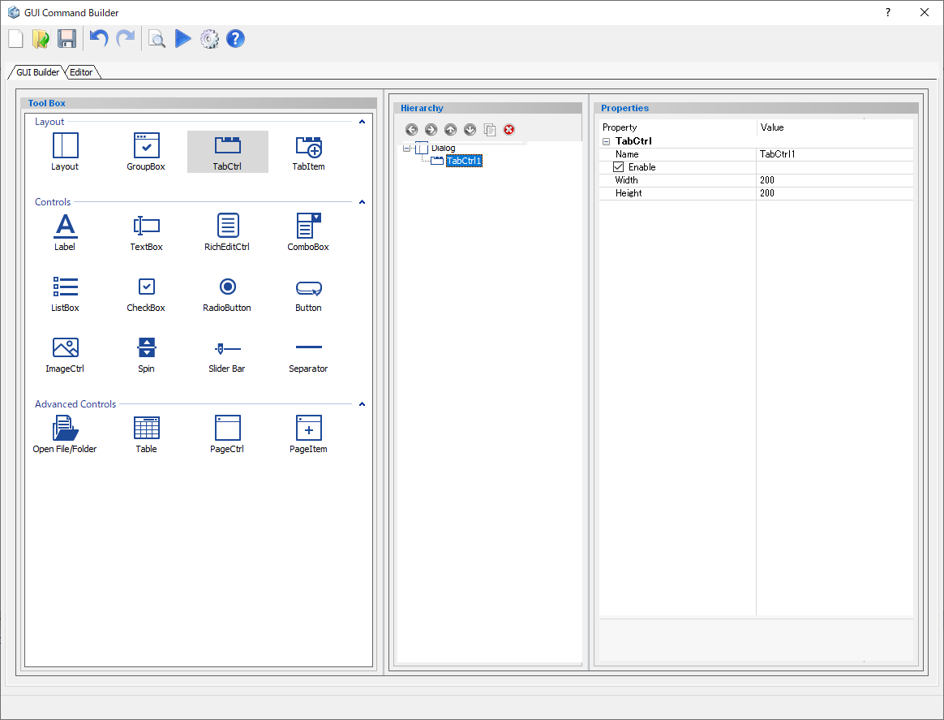 GUI Command Builder
?
GUI Builder
Editor
Tool Box
Layout
Layout
GroupBox
TabCtrl
TabItem
Controls
Label
TextBox
RichEditCtrl
ComboBox
ListBox
CheckBox
RadioButton
Button
ImageCtrl
Spin
Slider Bar
Separator
Advanced Controls
Open File/Folder
Table
PageCtrl
PageItem
Hierarchy
Dialog
TabCtrl1
Properties
Property Value
TabCtrl
Name TabCtrl1
Enable
Width 200
Height 200